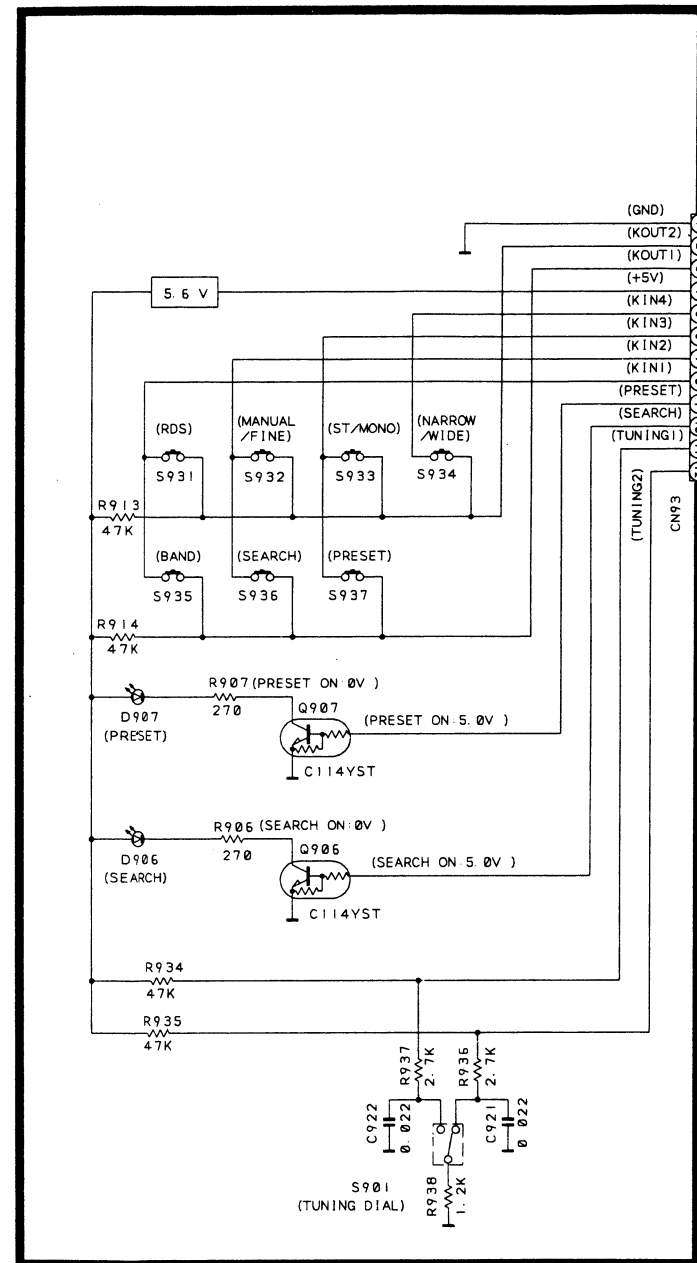 (GND)
(KOUT2)
(KOUT1)
(+5V)
5.6 V
(KIN4)
(KIN3)
(KIN2)
(KIN1)
(PRESET)
(SEARCH)
(TUNING1)
(TUNING2)
CN93
(RDS)
S931
(MANUAL
/FINE)
S932
(ST/MONO)
S933
(NARROW
/WIDE)
S934
R913
47K
(BAND)
S935
(SEARCH)
S936
(PRESET)
S937
R914
47K
D907
(PRESET)
R907 (PRESET ON:0V )
270
Q907
(PRESET ON:5.0V )
C114YST
D906
(SEARCH)
R906 (SEARCH ON:0V )
270
Q906
(SEARCH ON:5.0V )
C114YST
R934
47K
R935
47K
R937
2.7K
R936
2.7K
C922
0.022
C921
0.022
S901
(TUNING DIAL)
R938
1.2K